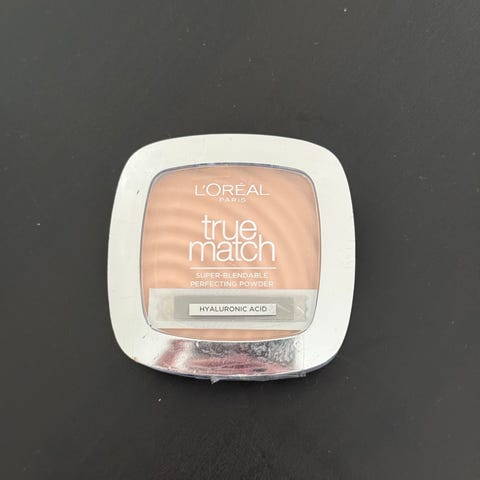 L'ORÉAL
PARIS
true
match
SUPER-BLENDABLE
PERFECTING POWDER
HYALURONIC ACID